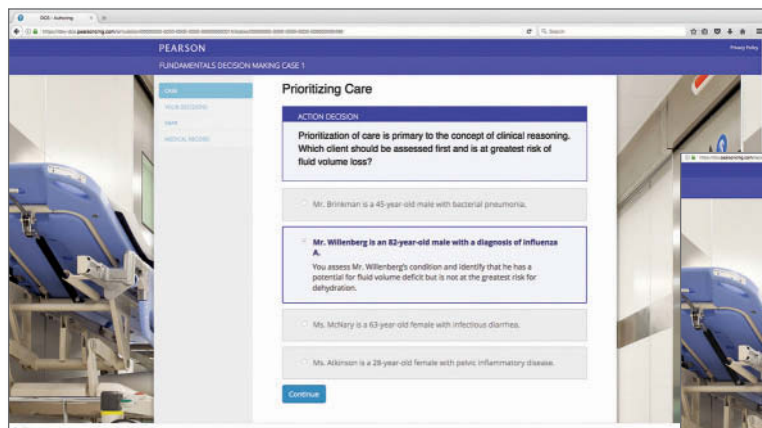 DCE - Authoring
Search
PEARSON
Privacy Policy
FUNDAMENTALS DECISION MAKING CASE 1
Prioritizing Care
CASE
YOUR DECISIONS
MEDICAL RECORD
ACTION DECISION
Prioritization of care is primary to the concept of clinical reasoning.
Which client should be assessed first and is at greatest risk of
fluid volume loss?
Mr. Brinkman is a 45-year-old male with bacterial pneumonia.
Mr. Willenberg is an 82-year-old male with a diagnosis of influenza
A.
You assess Mr. Willenberg's condition and identify that he has a
potential for fluid volume deficit but is not at the greatest risk for
dehydration.
Ms. McNary is a 63-year-old female with infectious diarrhea.
Ms. Atkinson is a 28-year-old female with pelvic inflammatory disease.
Continue